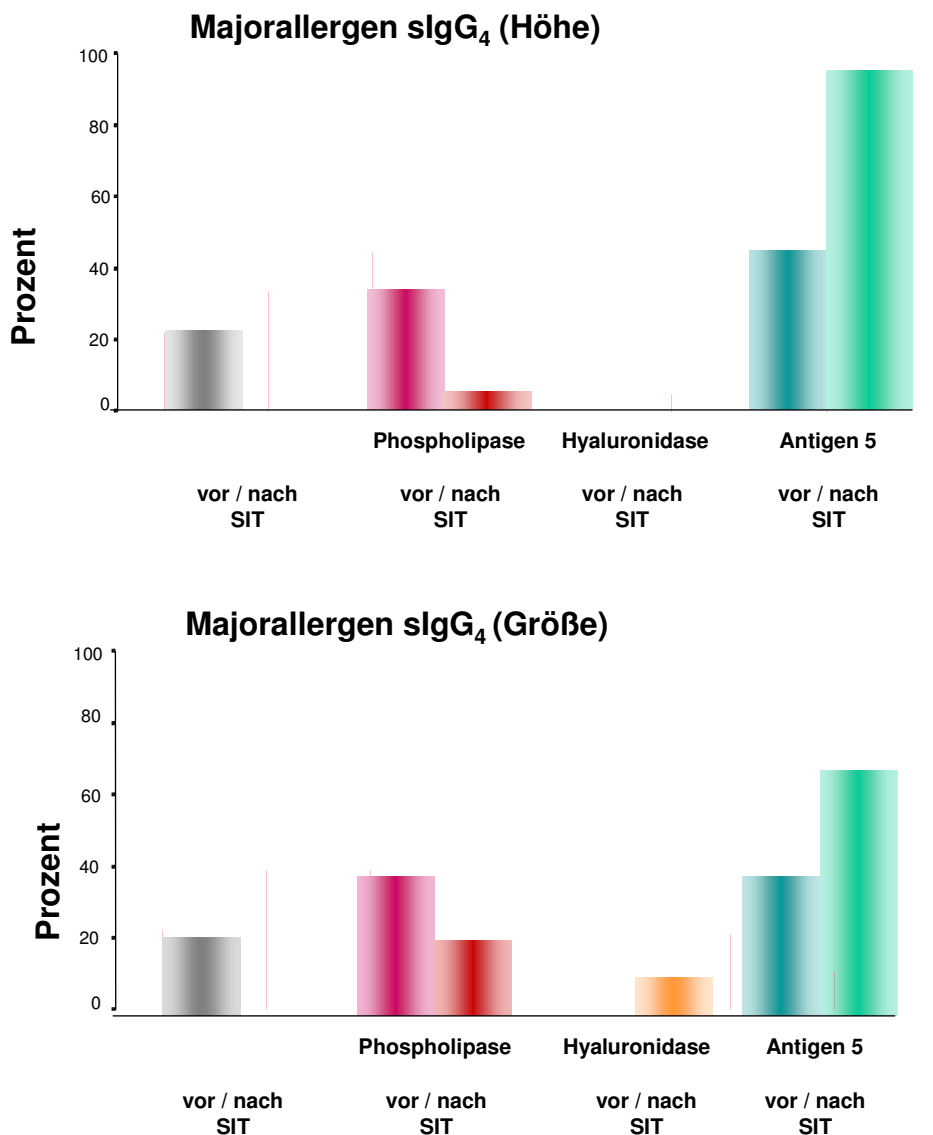 Majorallergen sIgG4 (Höhe)
Prozent
100
80
60
40
20
0
Phospholipase Hyaluronidase Antigen 5
vor / nach vor / nach vor / nach vor / nach
SIT SIT SIT SIT
Majorallergen sIgG4 (Größe)
Prozent
100
80
60
40
20
0
Phospholipase Hyaluronidase Antigen 5
vor / nach vor / nach vor / nach vor / nach
SIT SIT SIT SIT